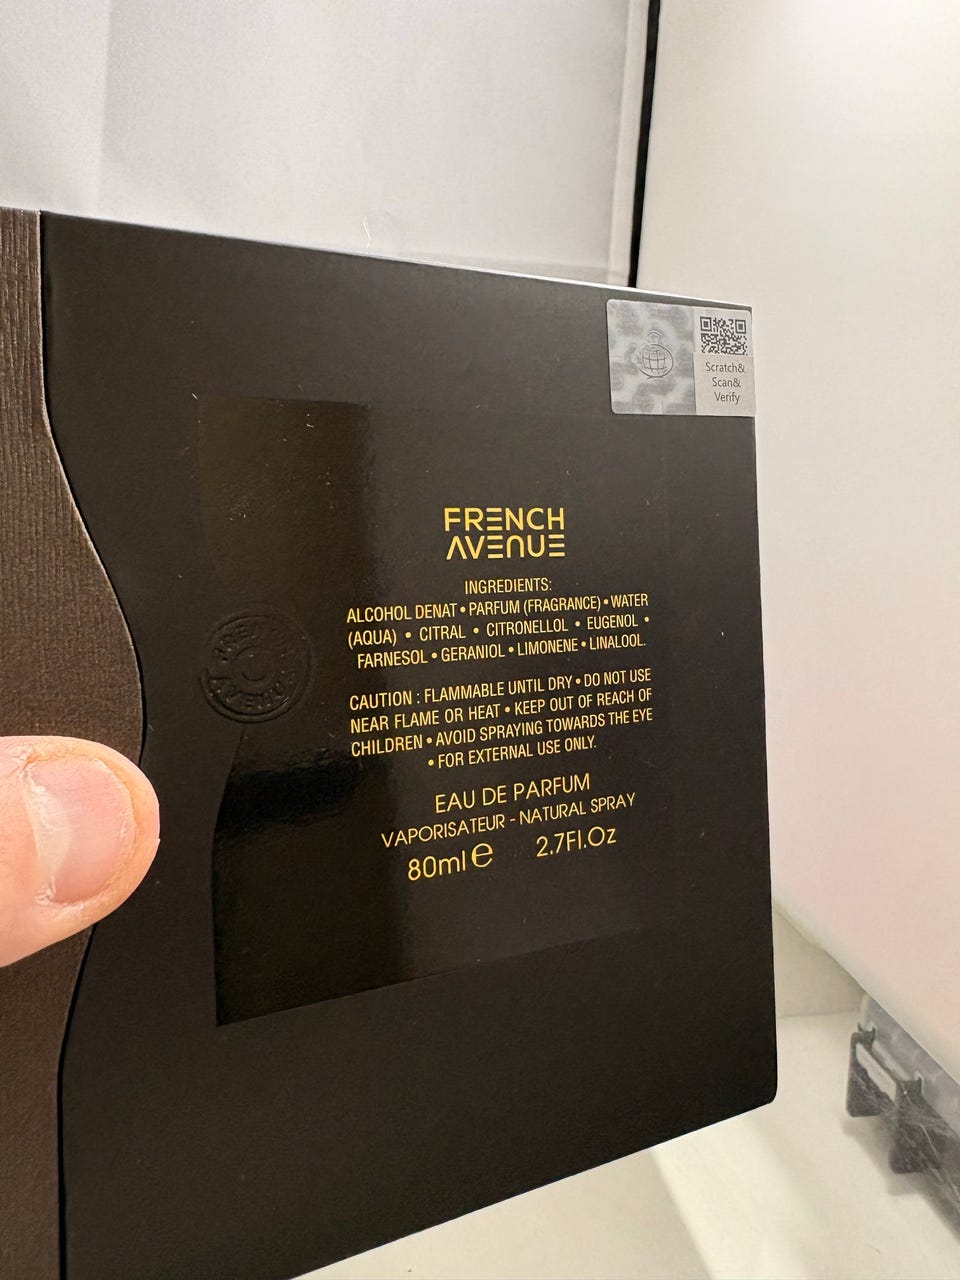 Scratch&
Scan&
Verify
FRENCH
AVENUE
INGREDIENTS:
ALCOHOL DENAT • PARFUM (FRAGRANCE) • WATER
(AQUA) • CITRAL • CITRONELLOL • EUGENOL •
FARNESOL • GERANIOL • LIMONENE • LINALOOL.
CAUTION : FLAMMABLE UNTIL DRY • DO NOT USE
NEAR FLAME OR HEAT • KEEP OUT OF REACH OF
CHILDREN • AVOID SPRAYING TOWARDS THE EYE
• FOR EXTERNAL USE ONLY.
EAU DE PARFUM
VAPORISATEUR - NATURAL SPRAY
80ml e 2.7Fl.Oz
FRENCH AVENUE